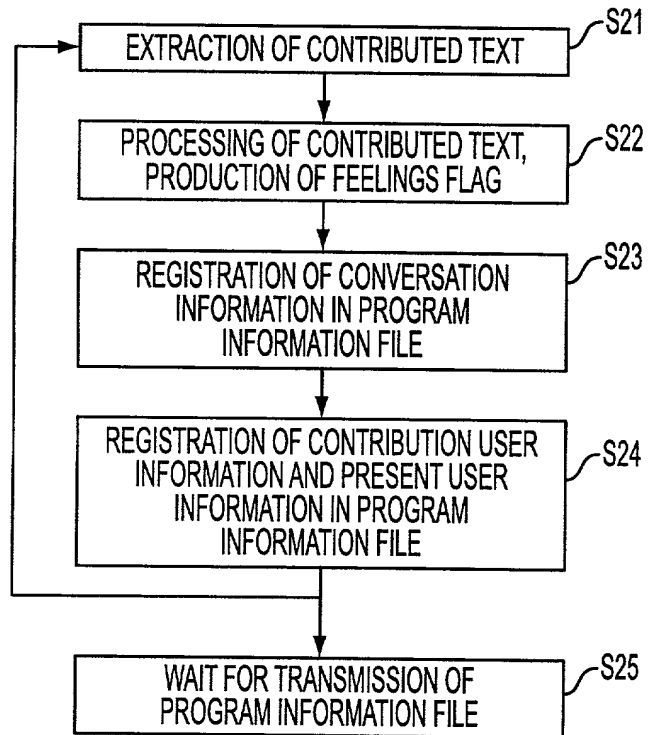 EXTRACTION OF CONTRIBUTED TEXT
S21
PROCESSING OF CONTRIBUTED TEXT,
PRODUCTION OF FEELINGS FLAG
S22
REGISTRATION OF CONVERSATION
INFORMATION IN PROGRAM
INFORMATION FILE
S23
REGISTRATION OF CONTRIBUTION USER
INFORMATION AND PRESENT USER
INFORMATION IN PROGRAM
INFORMATION FILE
S24
WAIT FOR TRANSMISSION OF
PROGRAM INFORMATION FILE
S25